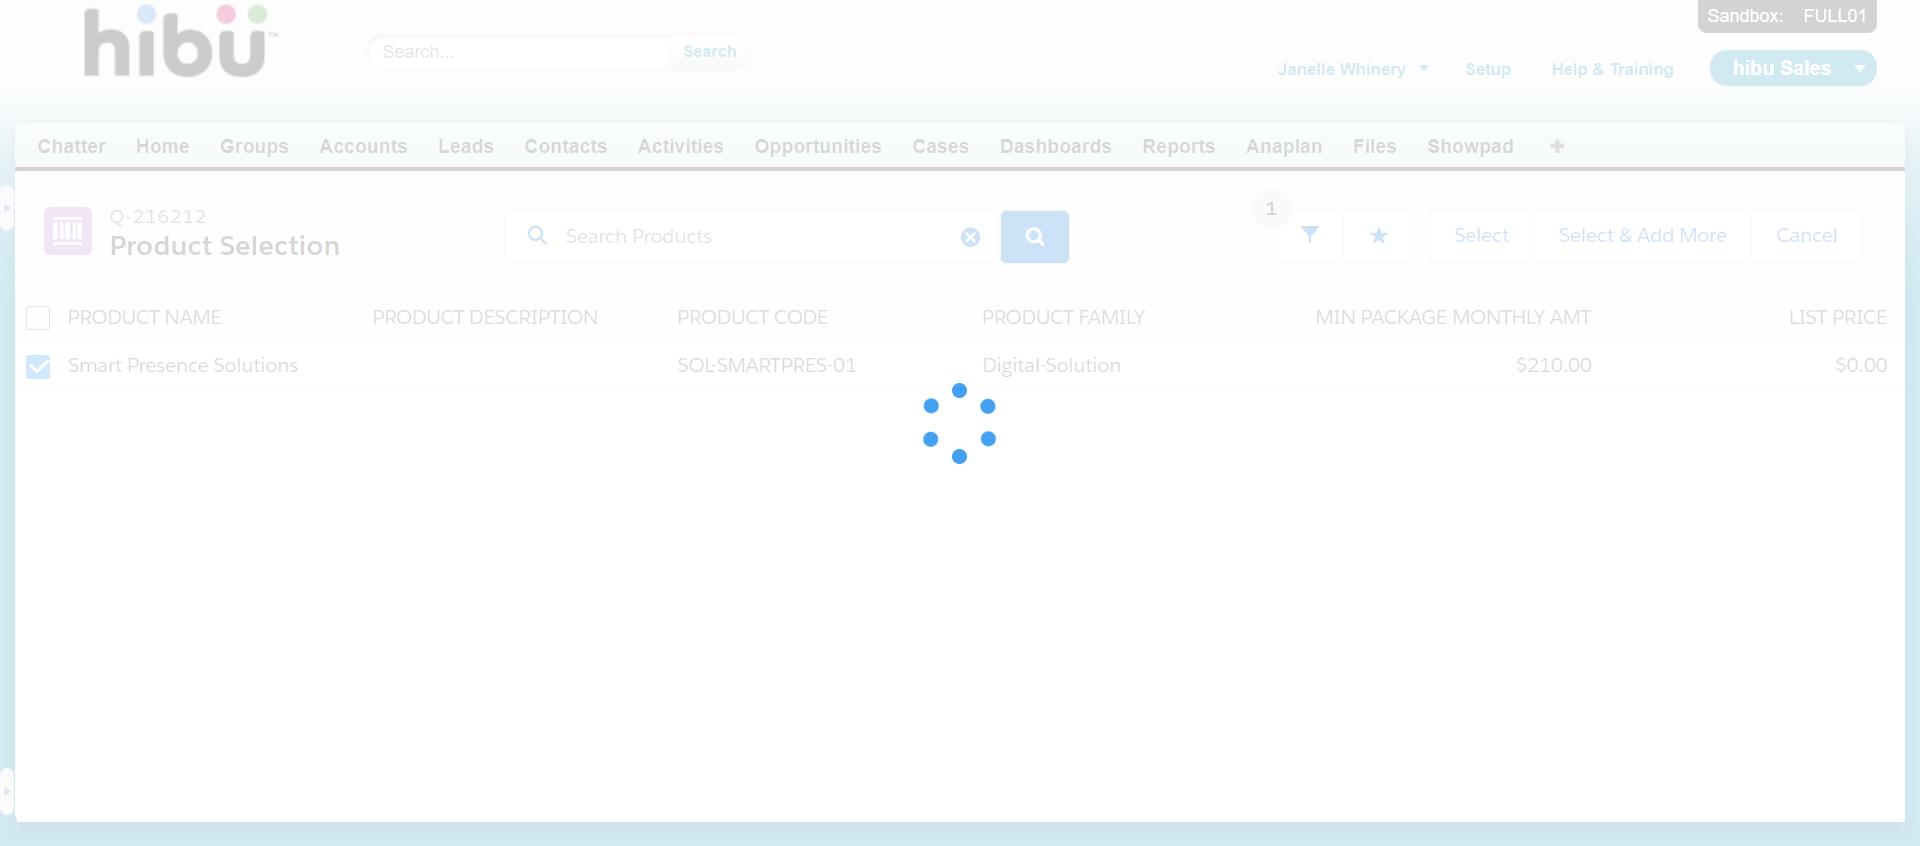 hibü™
Search...
Search
Sandbox: FULL01
Janelle Whinery
Setup
Help & Training
hibu Sales
Chatter Home Groups Accounts Leads Contacts Activities Opportunities Cases Dashboards Reports Anaplan Files Showpad
Q-216212
Product Selection
Search Products
1
Select
Select & Add More
Cancel
PRODUCT NAME PRODUCT DESCRIPTION PRODUCT CODE PRODUCT FAMILY MIN PACKAGE MONTHLY AMT LIST PRICE
Smart Presence Solutions SOL-SMARTPRES-01 Digital-Solution $210.00 $0.00